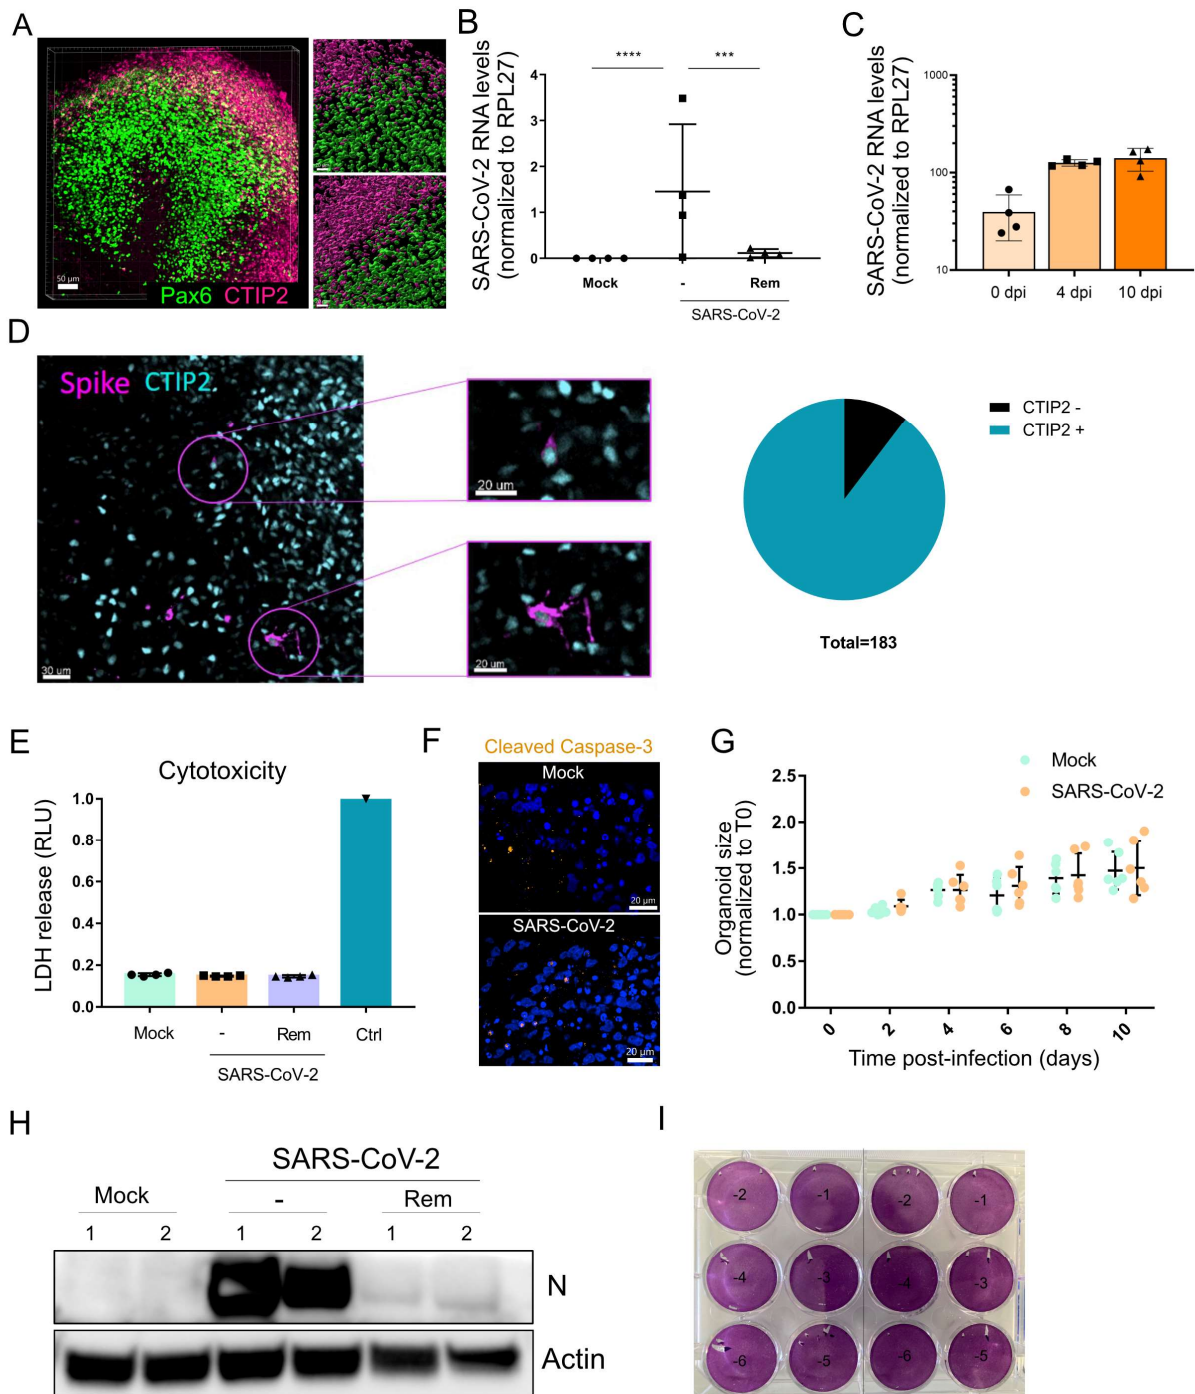 A
50 µm
Pax6 CTIP2
B
SARS-CoV-2 RNA levels
(normalized to RPL27)
4
3
2
1
0
****
***
Mock
-
Rem
SARS-CoV-2
C
SARS-CoV-2 RNA levels
(normalized to RPL27)
1000
100
10
0 dpi
4 dpi
10 dpi
D
Spike CTIP2
30 um
20 um
20 um
CTIP2 -
CTIP2 +
Total=183
E
Cytotoxicity
LDH release (RLU)
1.0
0.8
0.6
0.4
0.2
0.0
Mock
-
Rem
Ctrl
SARS-CoV-2
F
Cleaved Caspase-3
Mock
20 µm
SARS-CoV-2
20 µm
G
Mock
SARS-CoV-2
Organoid size
(normalized to T0)
2.5
2.0
1.5
1.0
0.5
0.0
0 2 4 6 8 10
Time post-infection (days)
H
SARS-CoV-2
Mock - Rem
1 2 1 2 1 2
N
Actin
I
-2 -1 -2 -1
-4 -3 -4 -3
-6 -5 -6 -5